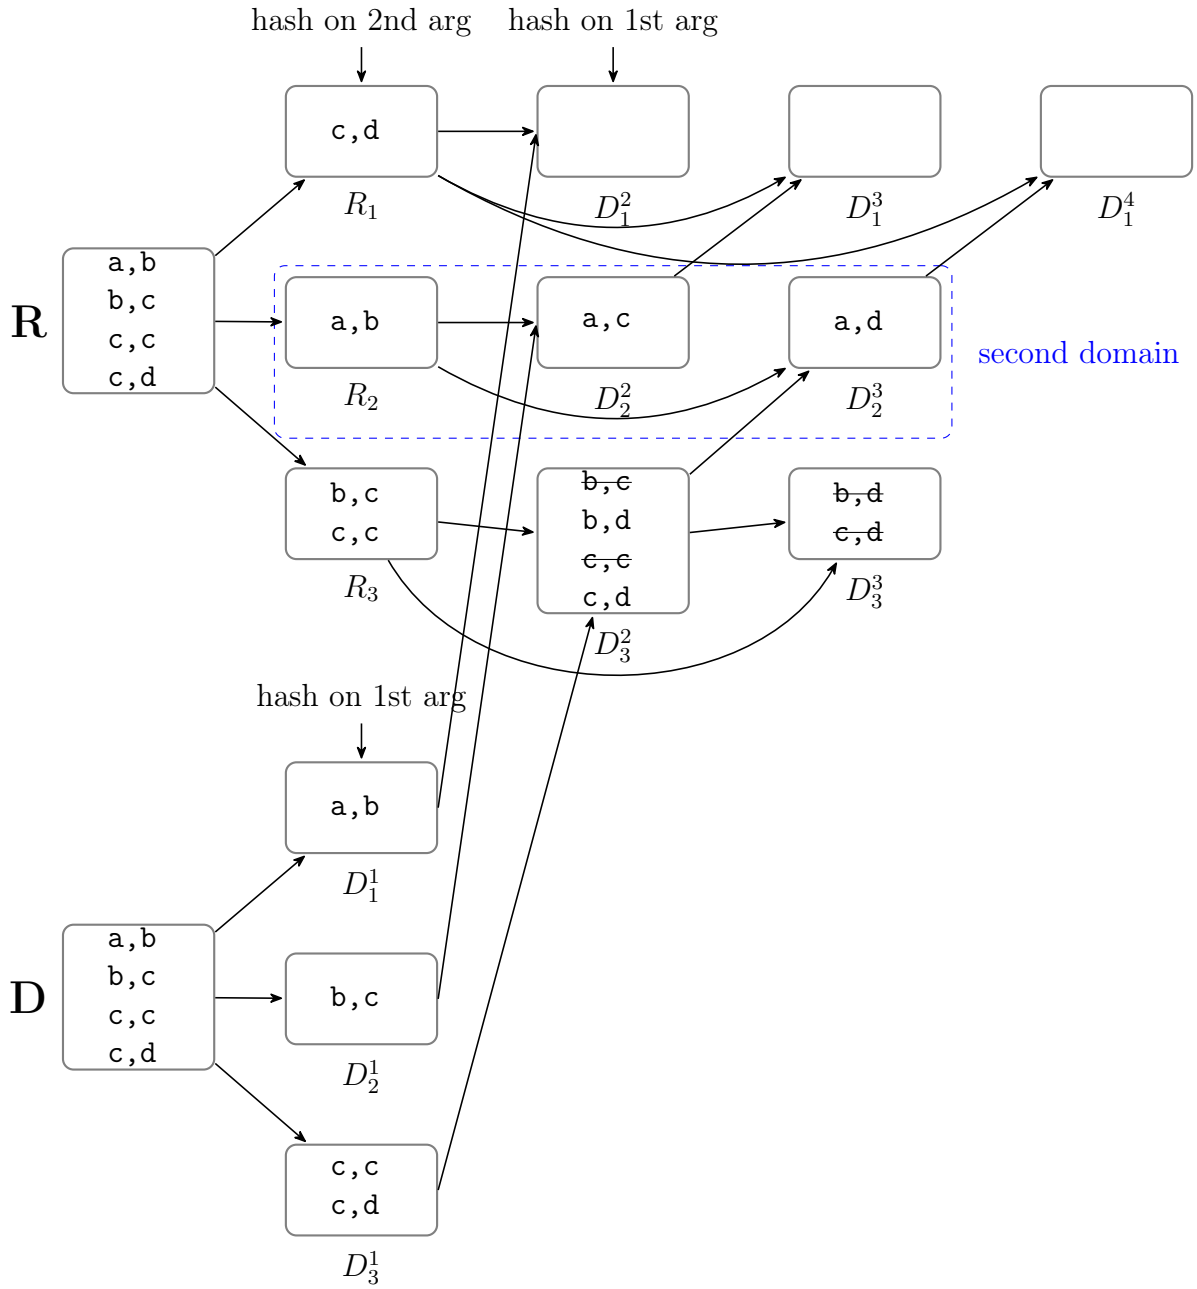 hash on 2nd arg
hash on 1st arg
c,d
R₁
D₁²
D₁³
D₁⁴
R
a,b
b,c
c,c
c,d
a,b
a,c
a,d
second domain
R₂
D₂²
D₂³
b,c
c,c
b,c
b,d
c,c
c,d
b,d
c,d
R₃
D₃²
D₃³
hash on 1st arg
a,b
D₁¹
D
a,b
b,c
c,c
c,d
b,c
D₂¹
c,c
c,d
D₃¹